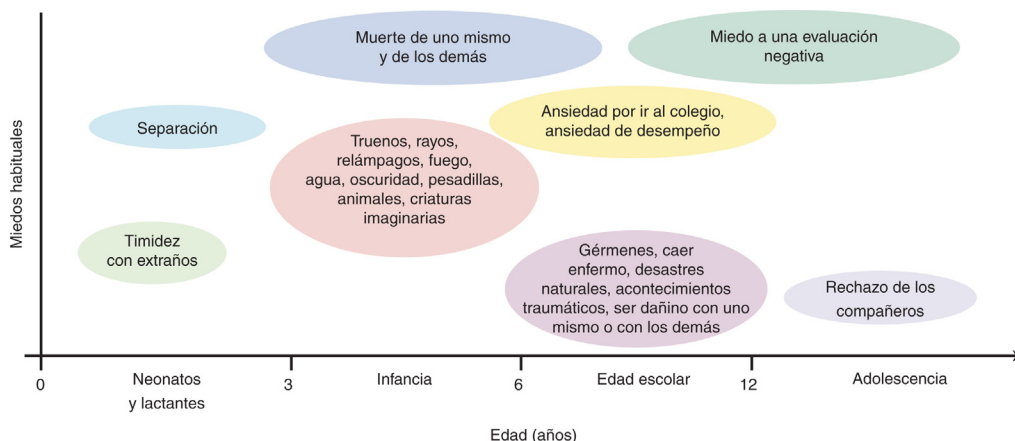 Muerte de uno mismo
y de los demás
Miedo a una evaluación
negativa
Separación
Ansiedad por ir al colegio,
ansiedad de desempeño
Truenos, rayos,
relámpagos, fuego,
agua, oscuridad, pesadillas,
animales, criaturas
imaginarias
Timidez
con extraños
Gérmenes, caer
enfermo, desastres
naturales, acontecimientos
traumáticos, ser dañino con uno
mismo o con los demás
Rechazo de los
compañeros
Miedos habituales
0
Neonatos
y lactantes
3
Infancia
6
Edad escolar
12
Adolescencia
Edad (años)